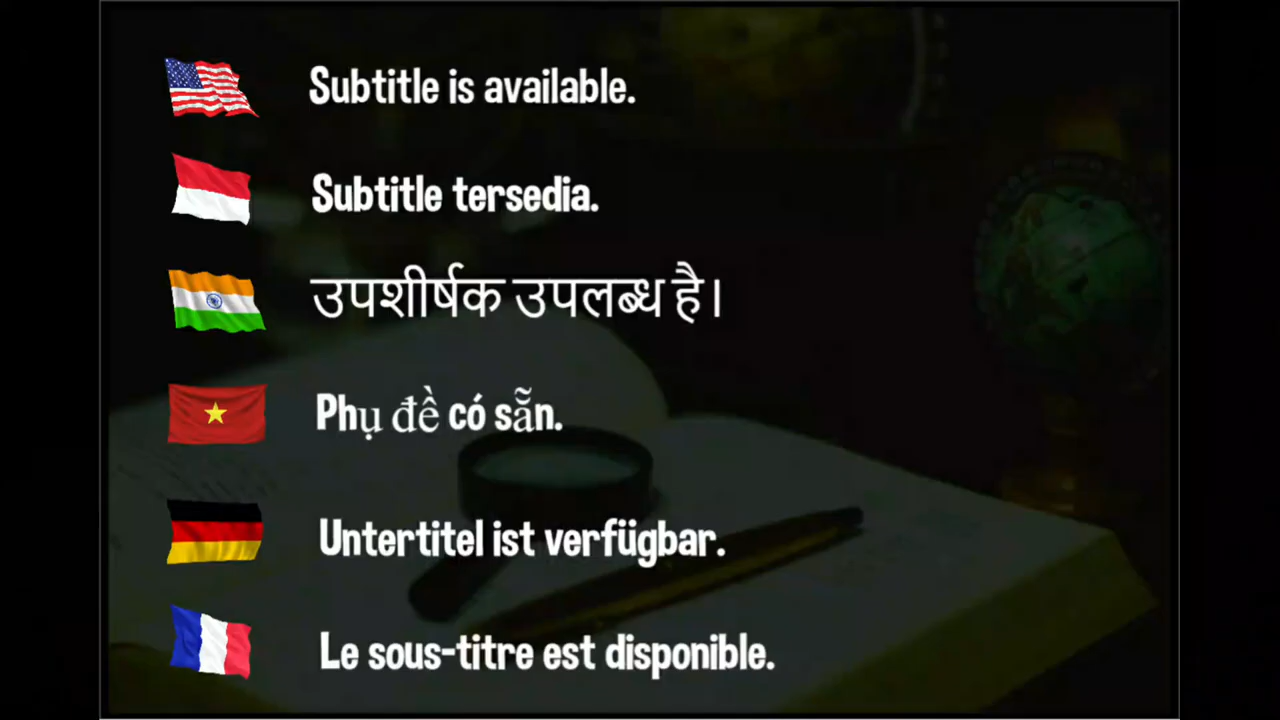 Subtitle is available.
Subtitle tersedia.
उपशीर्षक उपलब्ध है।
Phụ đề có sẵn.
Untertitel ist verfügbar.
Le sous-titre est disponible.